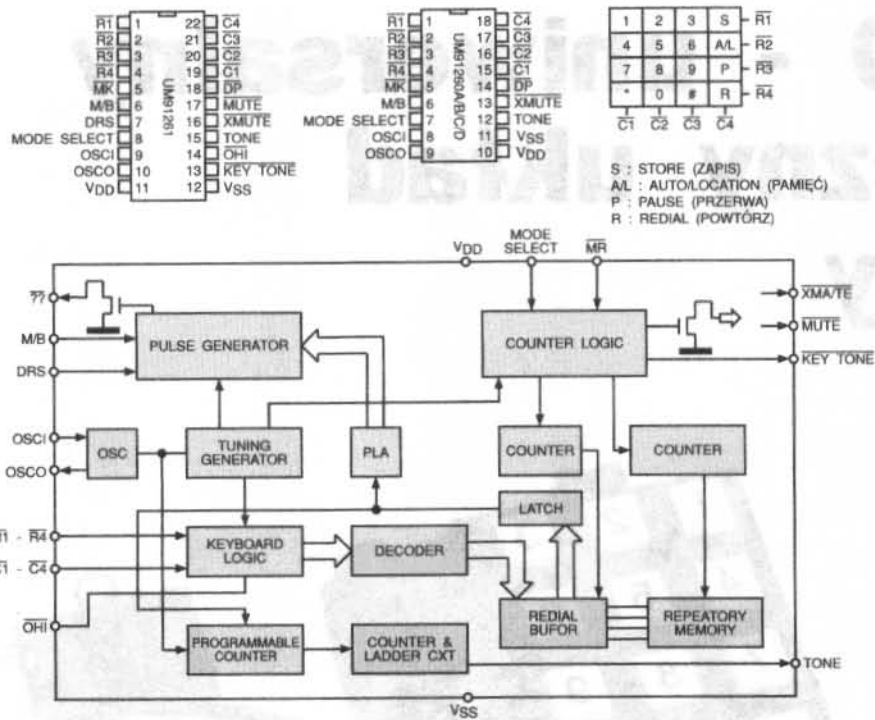 R1 1 22 C4
R2 2 21 C3
R3 3 20 C2
R4 4 19 C1
MK 5 18 DP
M/B 6 17 MUTE
DRS 7 16 XMUTE
MODE SELECT 8 15 TONE
OSCI 9 14 OHI
OSCO 10 13 KEY TONE
VDD 11 12 VSS
UM91261
R1 1 18 C4
R2 2 17 C3
R3 3 16 C2
R4 4 15 C1
MK 5 14 DP
M/B 6 13 XMUTE
MODE SELECT 7 12 TONE
OSCI 8 11 VSS
OSCO 9 10 VDD
UM91260A/B/C/D
1 2 3 S R1
4 5 6 A/L R2
7 8 9 P R3
* 0 # R R4
C1 C2 C3 C4
S : STORE (ZAPIS)
A/L : AUTO/LOCATION (PAMIĘĆ)
P : PAUSE (PRZERWA)
R : REDIAL (POWTÓRZ)
VDD
MODE
SELECT
MR
??
M/B
DRS
PULSE GENERATOR
COUNTER LOGIC
XMA/TE
MUTE
KEY TONE
OSCI
OSCO
OSC
TUNING
GENERATOR
PLA
COUNTER
COUNTER
LATCH
R1 - R4
C1 - C4
KEYBOARD
LOGIC
DECODER
OHI
REDIAL
BUFOR
REPEATORY
MEMORY
PROGRAMMABLE
COUNTER
COUNTER &
LADDER CXT
TONE
VSS